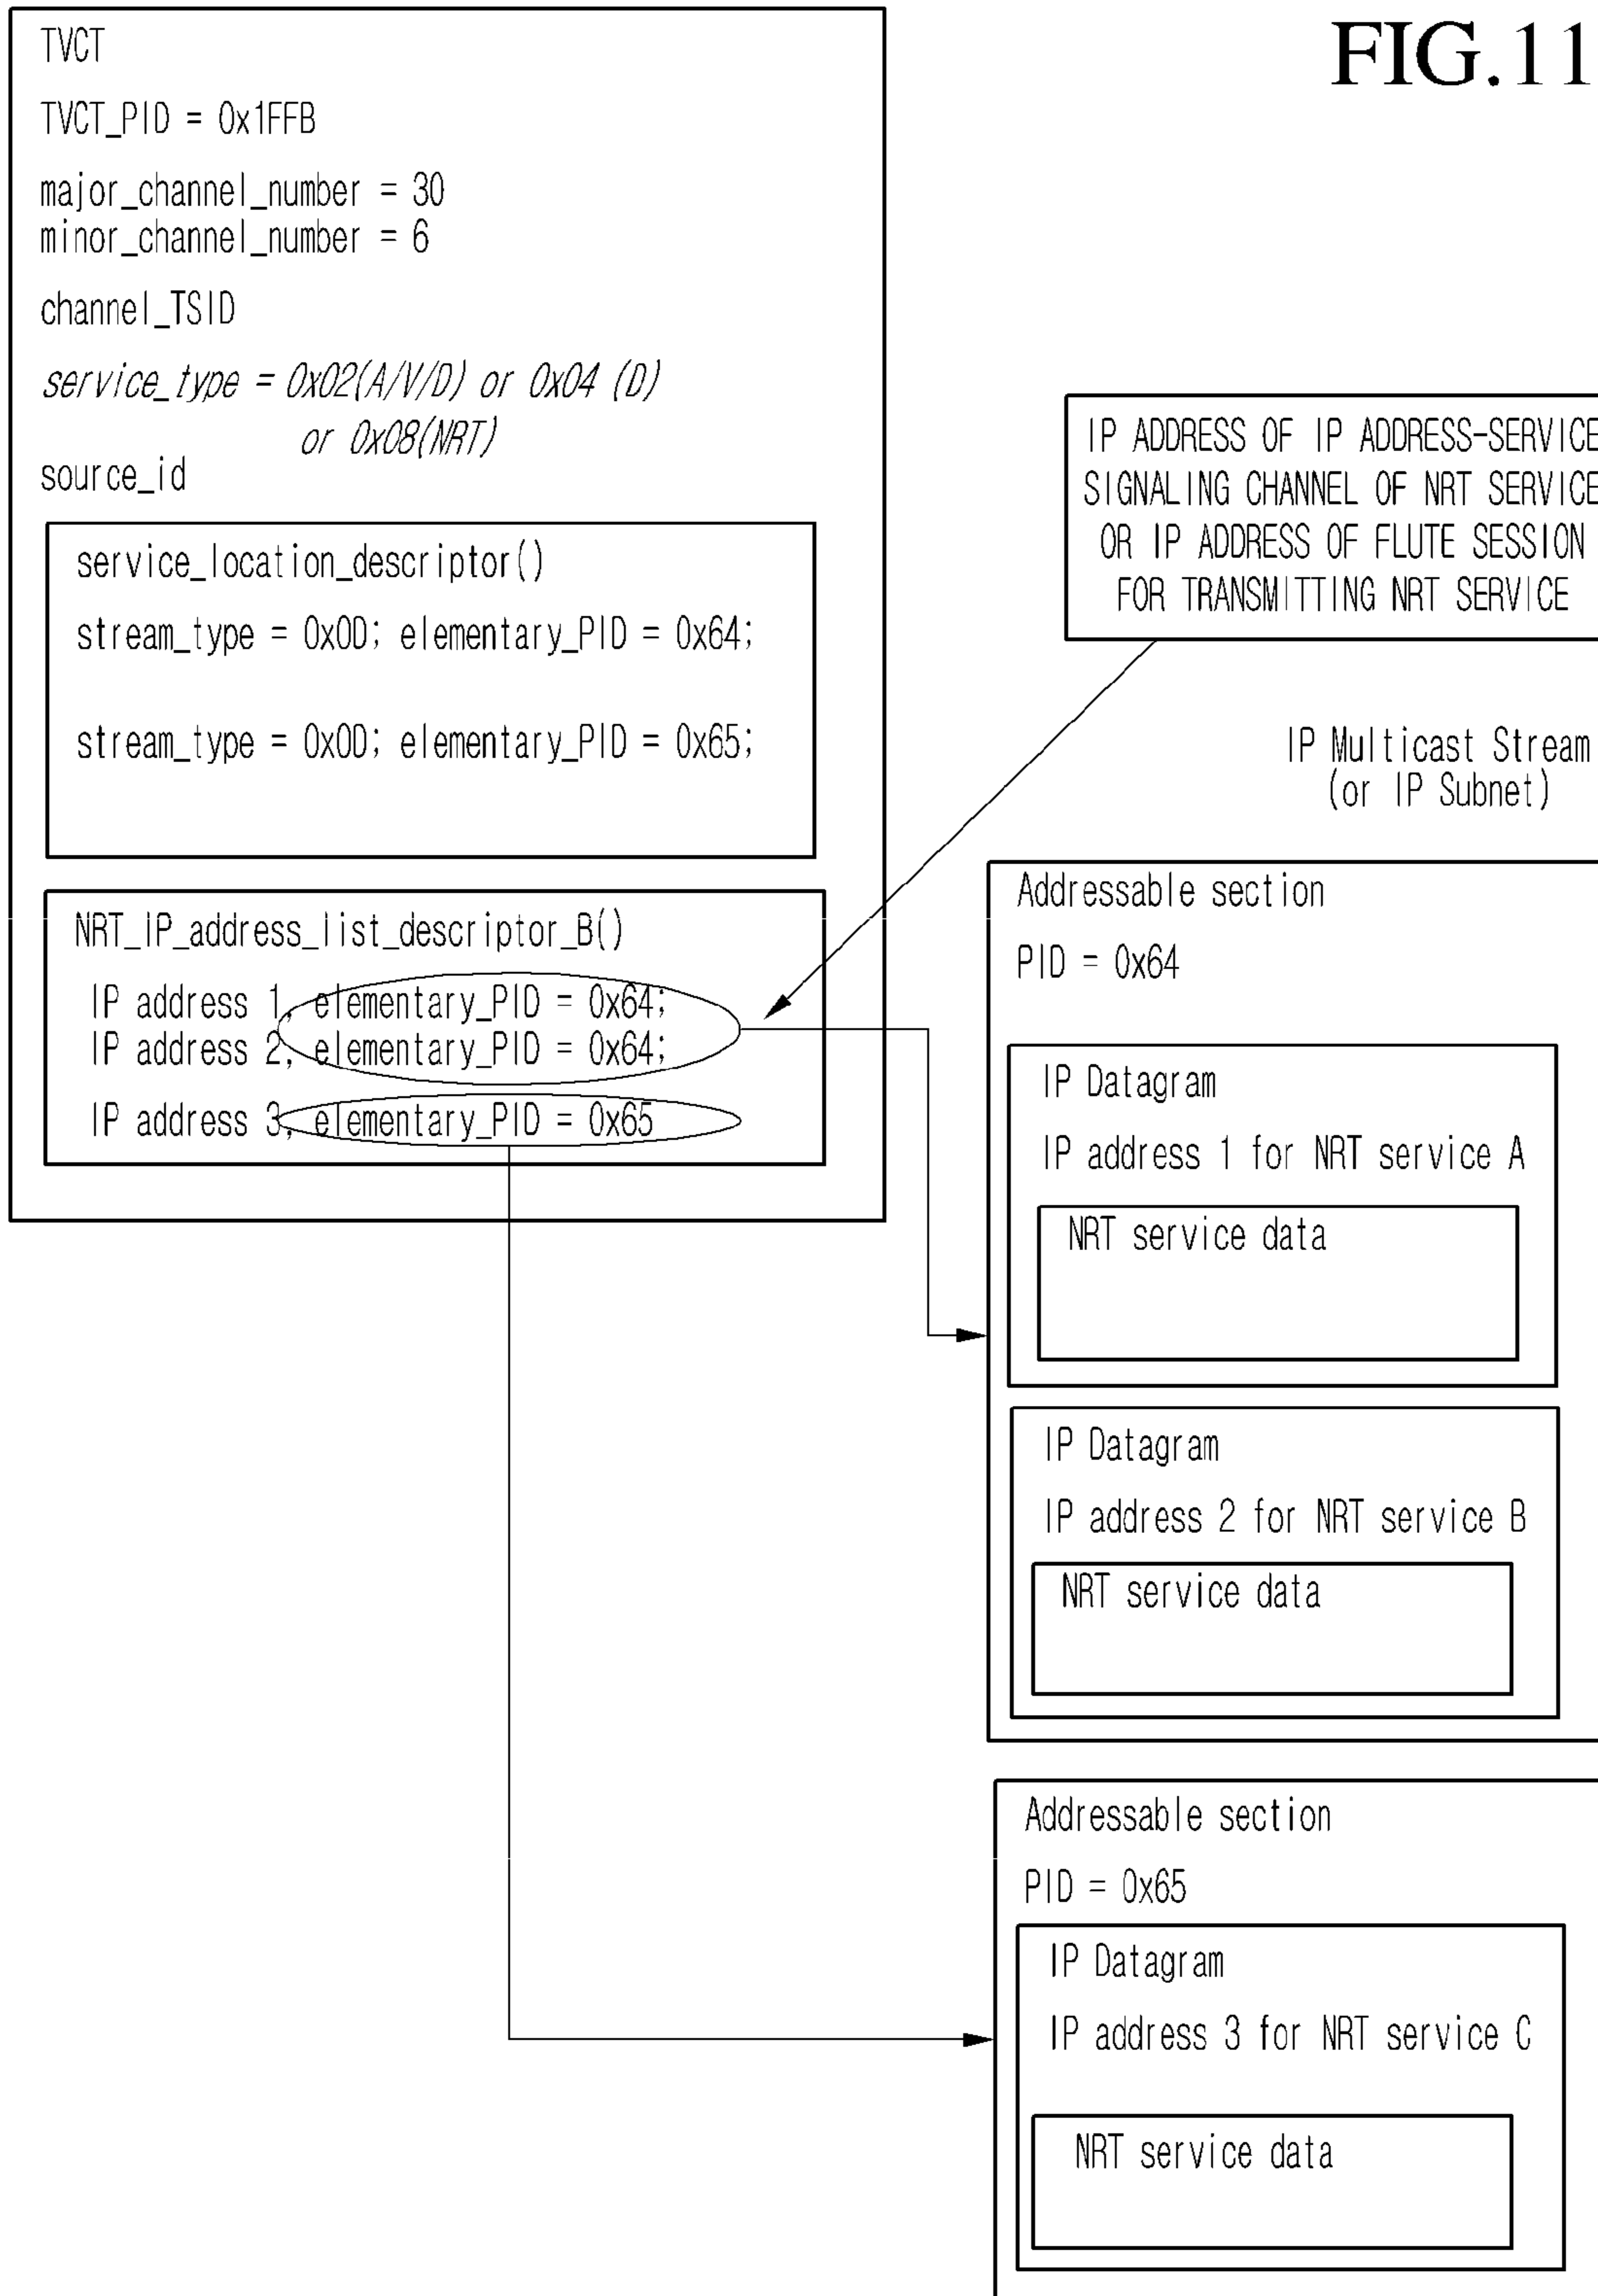 FIG.11
TVCT
TVCT_PID = 0x1FFB
major_channel_number = 30
minor_channel_number = 6
channel_TSID
service_type = 0x02(A/V/D) or 0x04 (D)
or 0x08(NRT)
source_id
service_location_descriptor()
stream_type = 0x0D; elementary_PID = 0x64;
stream_type = 0x0D; elementary_PID = 0x65;
NRT_IP_address_list_descriptor_B()
IP address 1, elementary_PID = 0x64;
IP address 2, elementary_PID = 0x64;
IP address 3, elementary_PID = 0x65
IP ADDRESS OF IP ADDRESS-SERVICE
SIGNALING CHANNEL OF NRT SERVICE
OR IP ADDRESS OF FLUTE SESSION
FOR TRANSMITTING NRT SERVICE
IP Multicast Stream
(or IP Subnet)
Addressable section
PID = 0x64
IP Datagram
IP address 1 for NRT service A
NRT service data
IP Datagram
IP address 2 for NRT service B
NRT service data
Addressable section
PID = 0x65
IP Datagram
IP address 3 for NRT service C
NRT service data